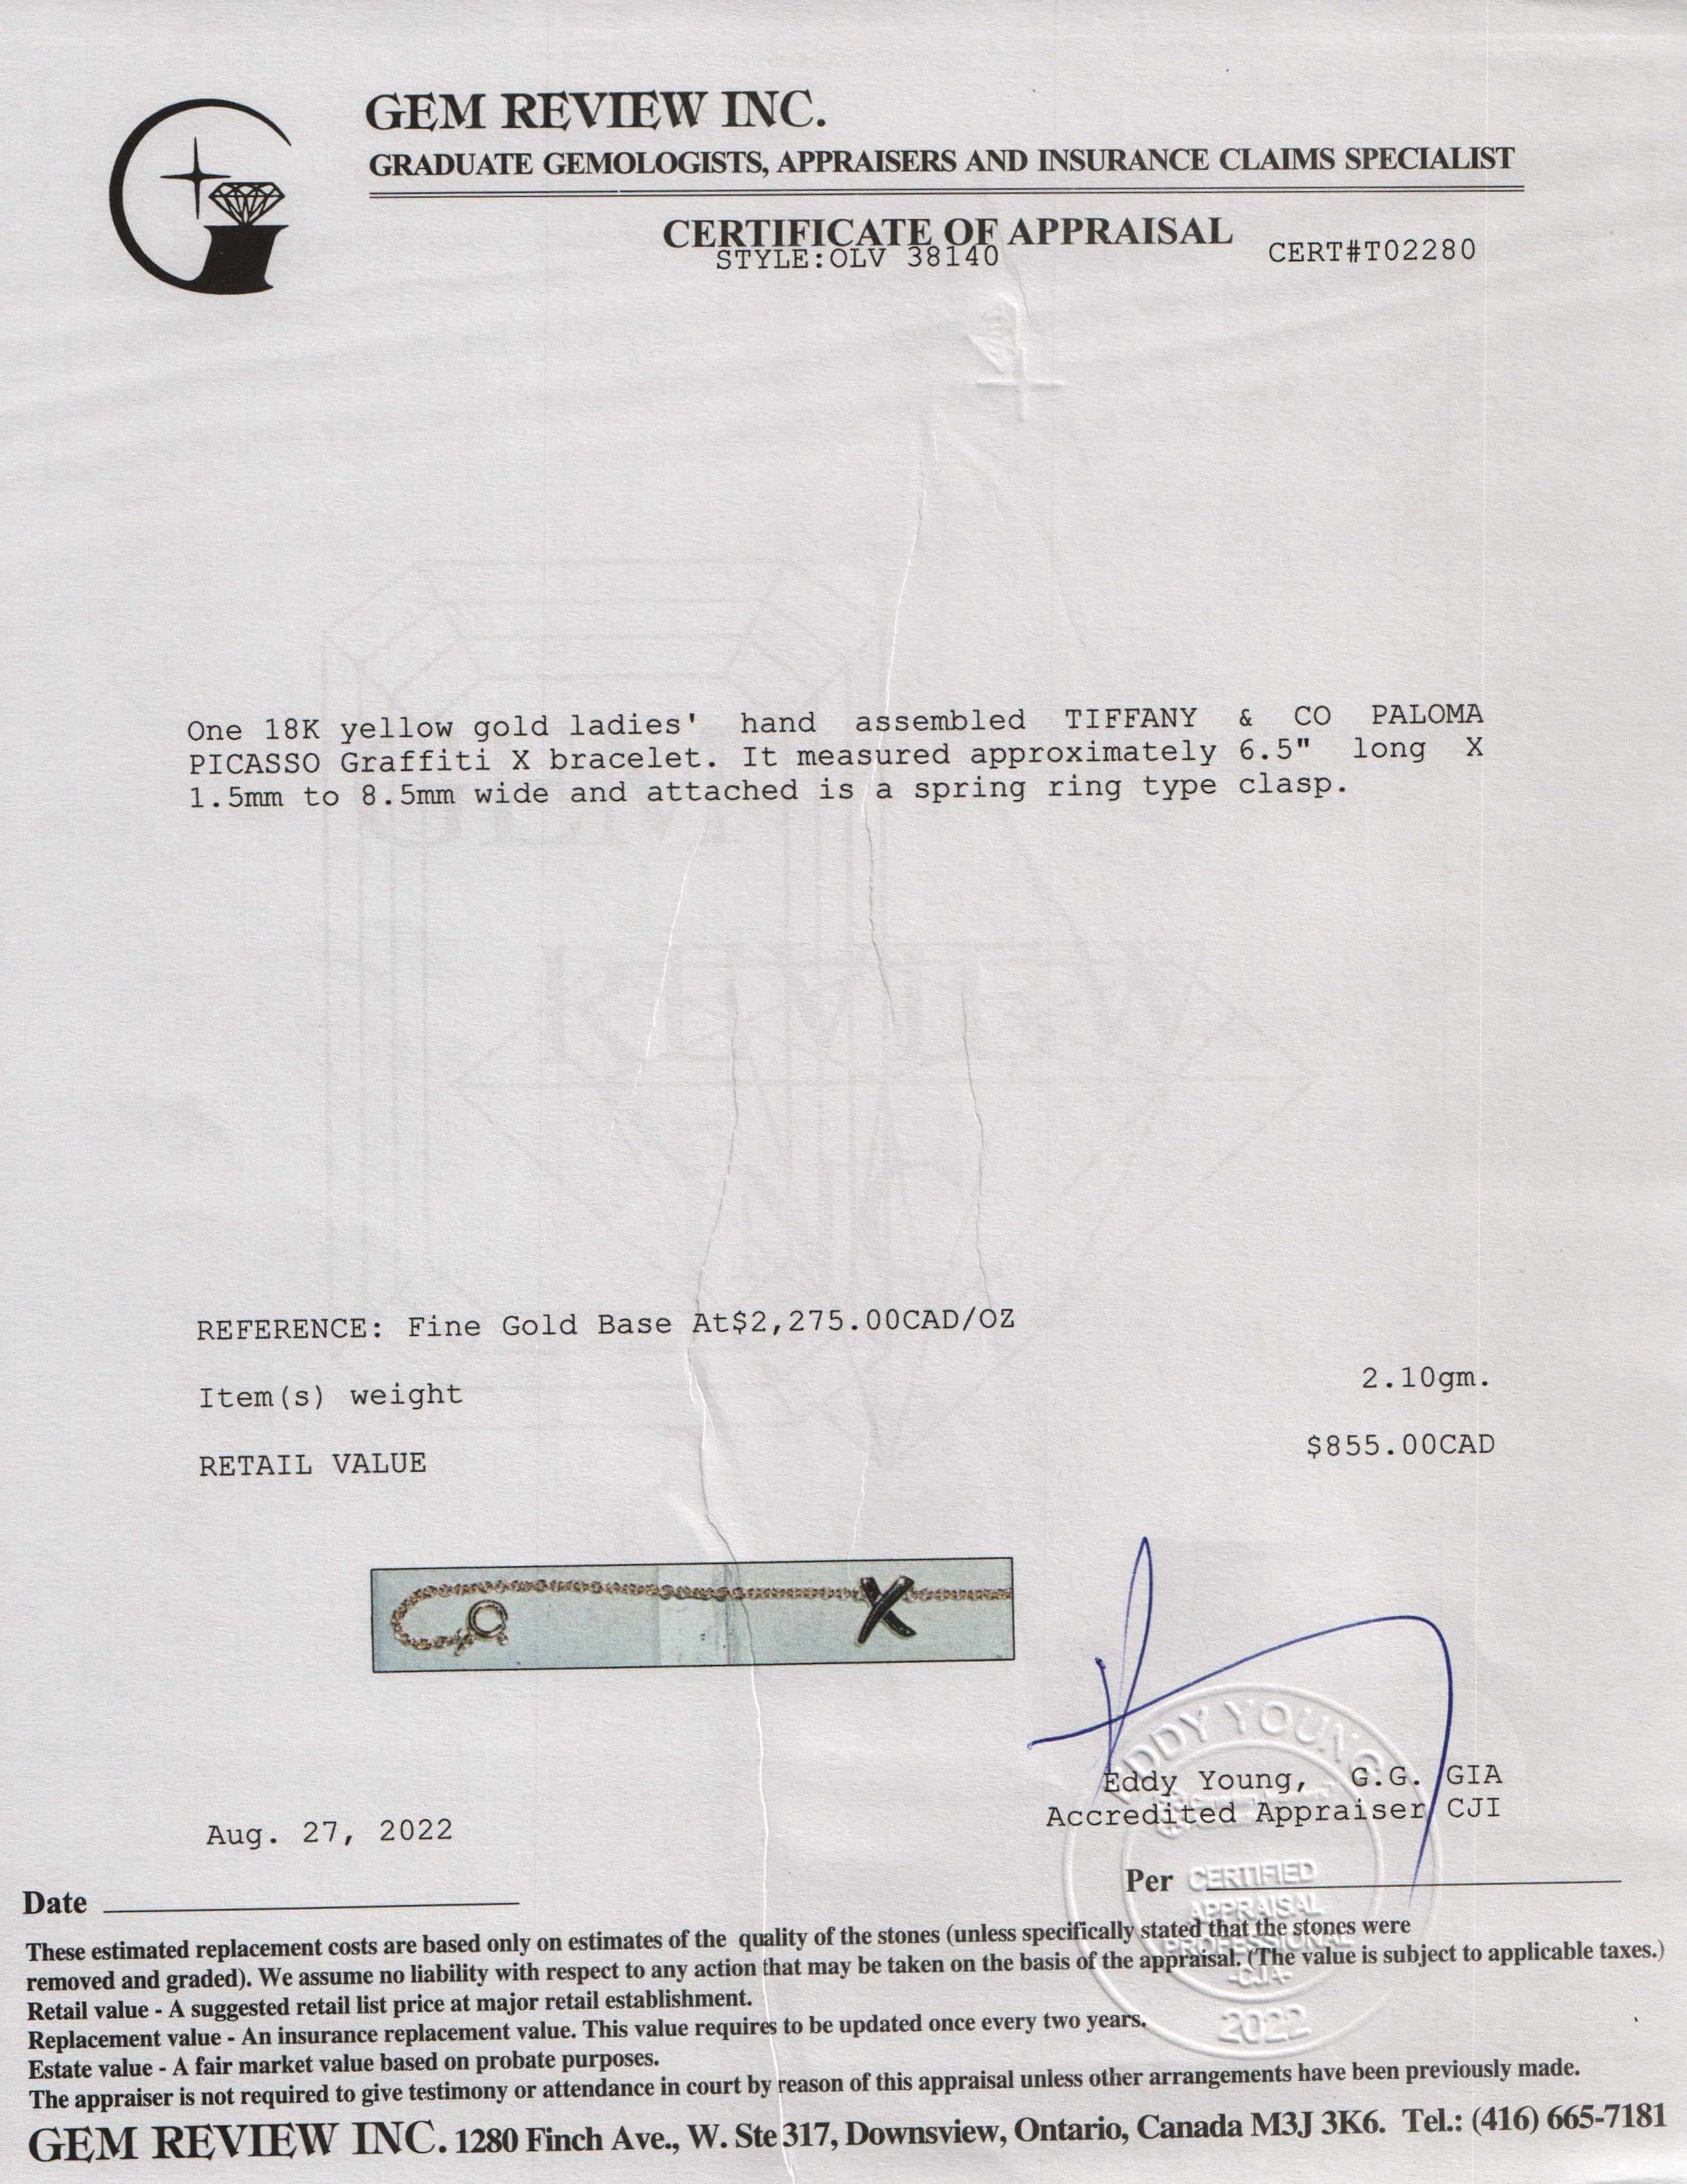 GEM REVIEW INC.
GRADUATE GEMOLOGISTS, APPRAISERS AND INSURANCE CLAIMS SPECIALIST
CERTIFICATE OF APPRAISAL
STYLE:OLV 38140
CERT#T02280
One 18K yellow gold ladies' hand assembled TIFFANY & CO PALOMA
PICASSO Graffiti X bracelet. It measured approximately 6.5" long X
1.5mm to 8.5mm wide and attached is a spring ring type clasp.
GEM
REVIEW
REFERENCE: Fine Gold Base At$2,275.00CAD/OZ
Item(s) weight 2.10gm.
RETAIL VALUE $855.00CAD
EDDY YOUNG
Eddy Young, G.G. GIA
Accredited Appraiser CJI
Aug. 27, 2022
Per
CERTIFIED
APPRAISAL
PROFESSIONAL
-CJA-
2022
Date
These estimated replacement costs are based only on estimates of the quality of the stones (unless specifically stated that the stones were
removed and graded). We assume no liability with respect to any action that may be taken on the basis of the appraisal. (The value is subject to applicable taxes.)
Retail value - A suggested retail list price at major retail establishment.
Replacement value - An insurance replacement value. This value requires to be updated once every two years.
Estate value - A fair market value based on probate purposes.
The appraiser is not required to give testimony or attendance in court by reason of this appraisal unless other arrangements have been previously made.
GEM REVIEW INC. 1280 Finch Ave., W. Ste 317, Downsview, Ontario, Canada M3J 3K6. Tel.: (416) 665-7181